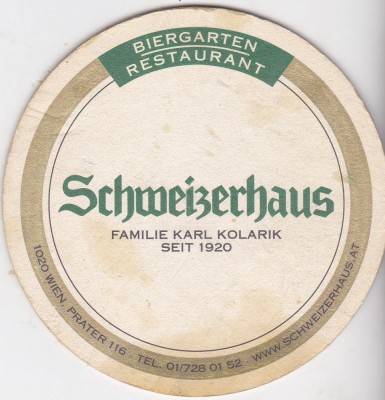 BIERGARTEN
RESTAURANT
Schweizerhaus
FAMILIE KARL KOLARIK
SEIT 1920
1020 WIEN, PRATER 116 · TEL. 01/728 01 52 · WWW.SCHWEIZERHAUS.AT